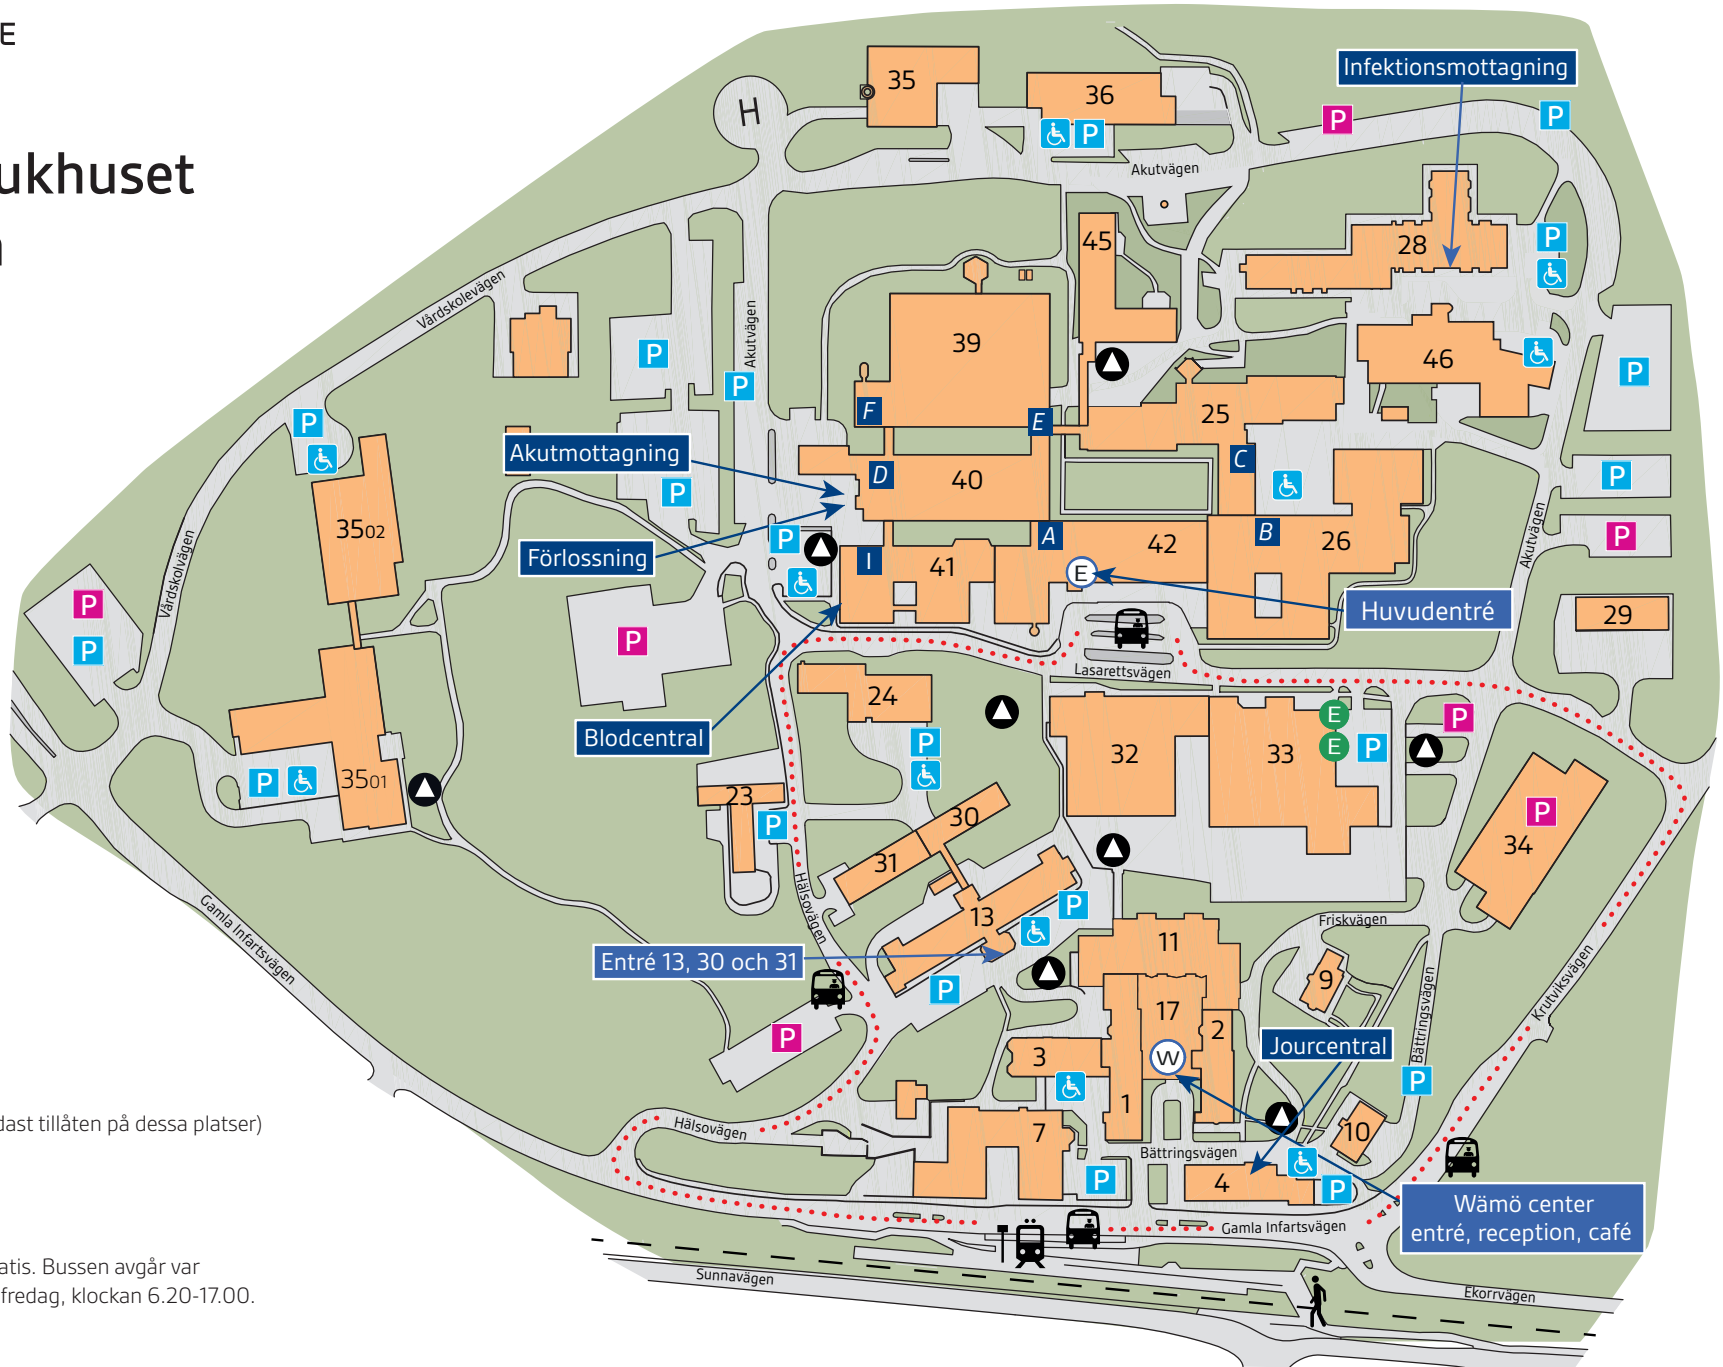 E
ukhuset
H
35
36
P
Akutvägen
Infektionsmottagning
P
P
45
28
P
Vårdskolevägen
P
Akutvägen
P
39
46
P
F
E
25
P
Akutmottagning
D
40
C
P
P
3502
Förlossning
P
I
41
A
42
E
B
26
P
Akutvägen
Vårdskolvägen
P
P
P
Huvudentré
29
Lasarettsvägen
24
Blodcentral
P
32
33
E
E
P
P
P
3501
23
P
30
31
P
34
Hälsovägen
13
P
Friskvägen
Gamla Infartsvägen
Entré 13, 30 och 31
P
11
9
Krutviksvägen
Bättringsvägen
17
2
W
P
3
Jourcentral
P
1
dast tillåten på dessa platser)
Hälsovägen
7
10
Bättringsvägen
P
4
P
Wämö center
entré, reception, café
Gamla Infartsvägen
atis. Bussen avgår var
fredag, klockan 6.20-17.00.
Sunnavägen
Ekorrvägen